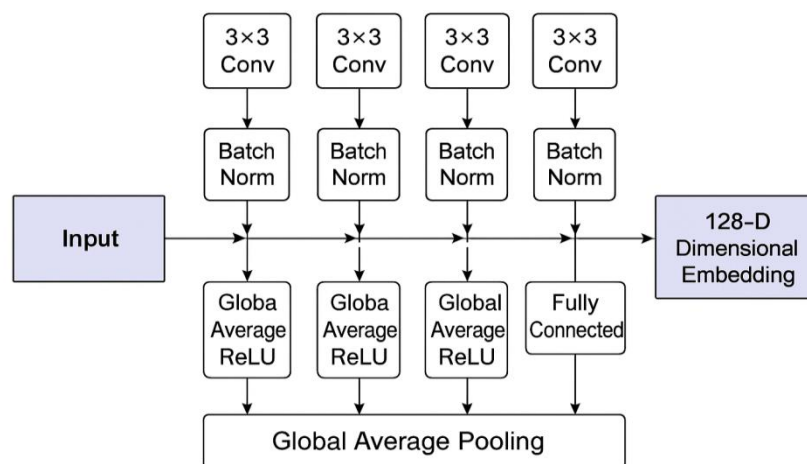 3×3
Conv
3×3
Conv
3×3
Conv
3×3
Conv
Batch
Norm
Batch
Norm
Batch
Norm
Batch
Norm
Input
128-D
Dimensional
Embedding
Globa
Average
ReLU
Globa
Average
ReLU
Global
Average
ReLU
Fully
Connected
Global Average Pooling